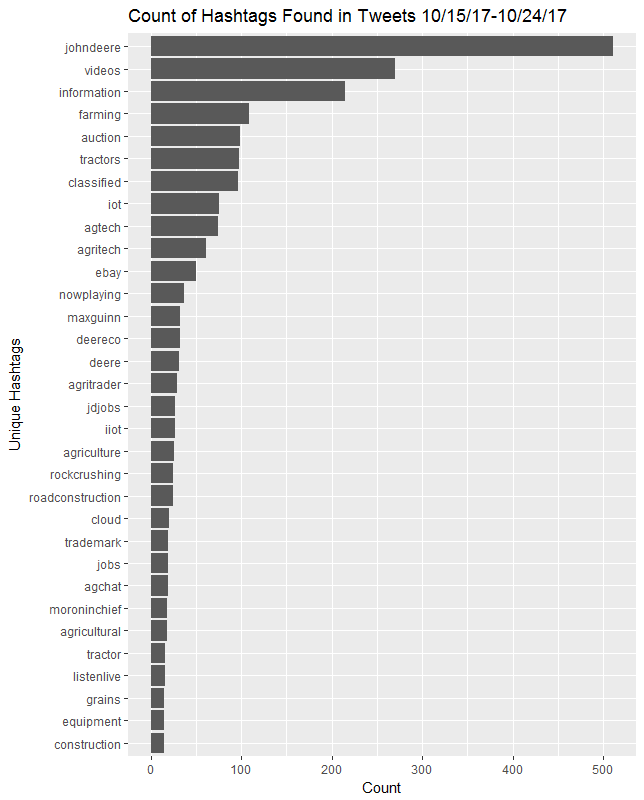 Count of Hashtags Found in Tweets 10/15/17-10/24/17
Unique Hashtags
johndeere
videos
information
farming
auction
tractors
classified
iot
agtech
agritech
ebay
nowplaying
maxguinn
deereco
deere
agritrader
jdjobs
iiot
agriculture
rockcrushing
roadconstruction
cloud
trademark
jobs
agchat
moroninchief
agricultural
tractor
listenlive
grains
equipment
construction
0 100 200 300 400 500
Count